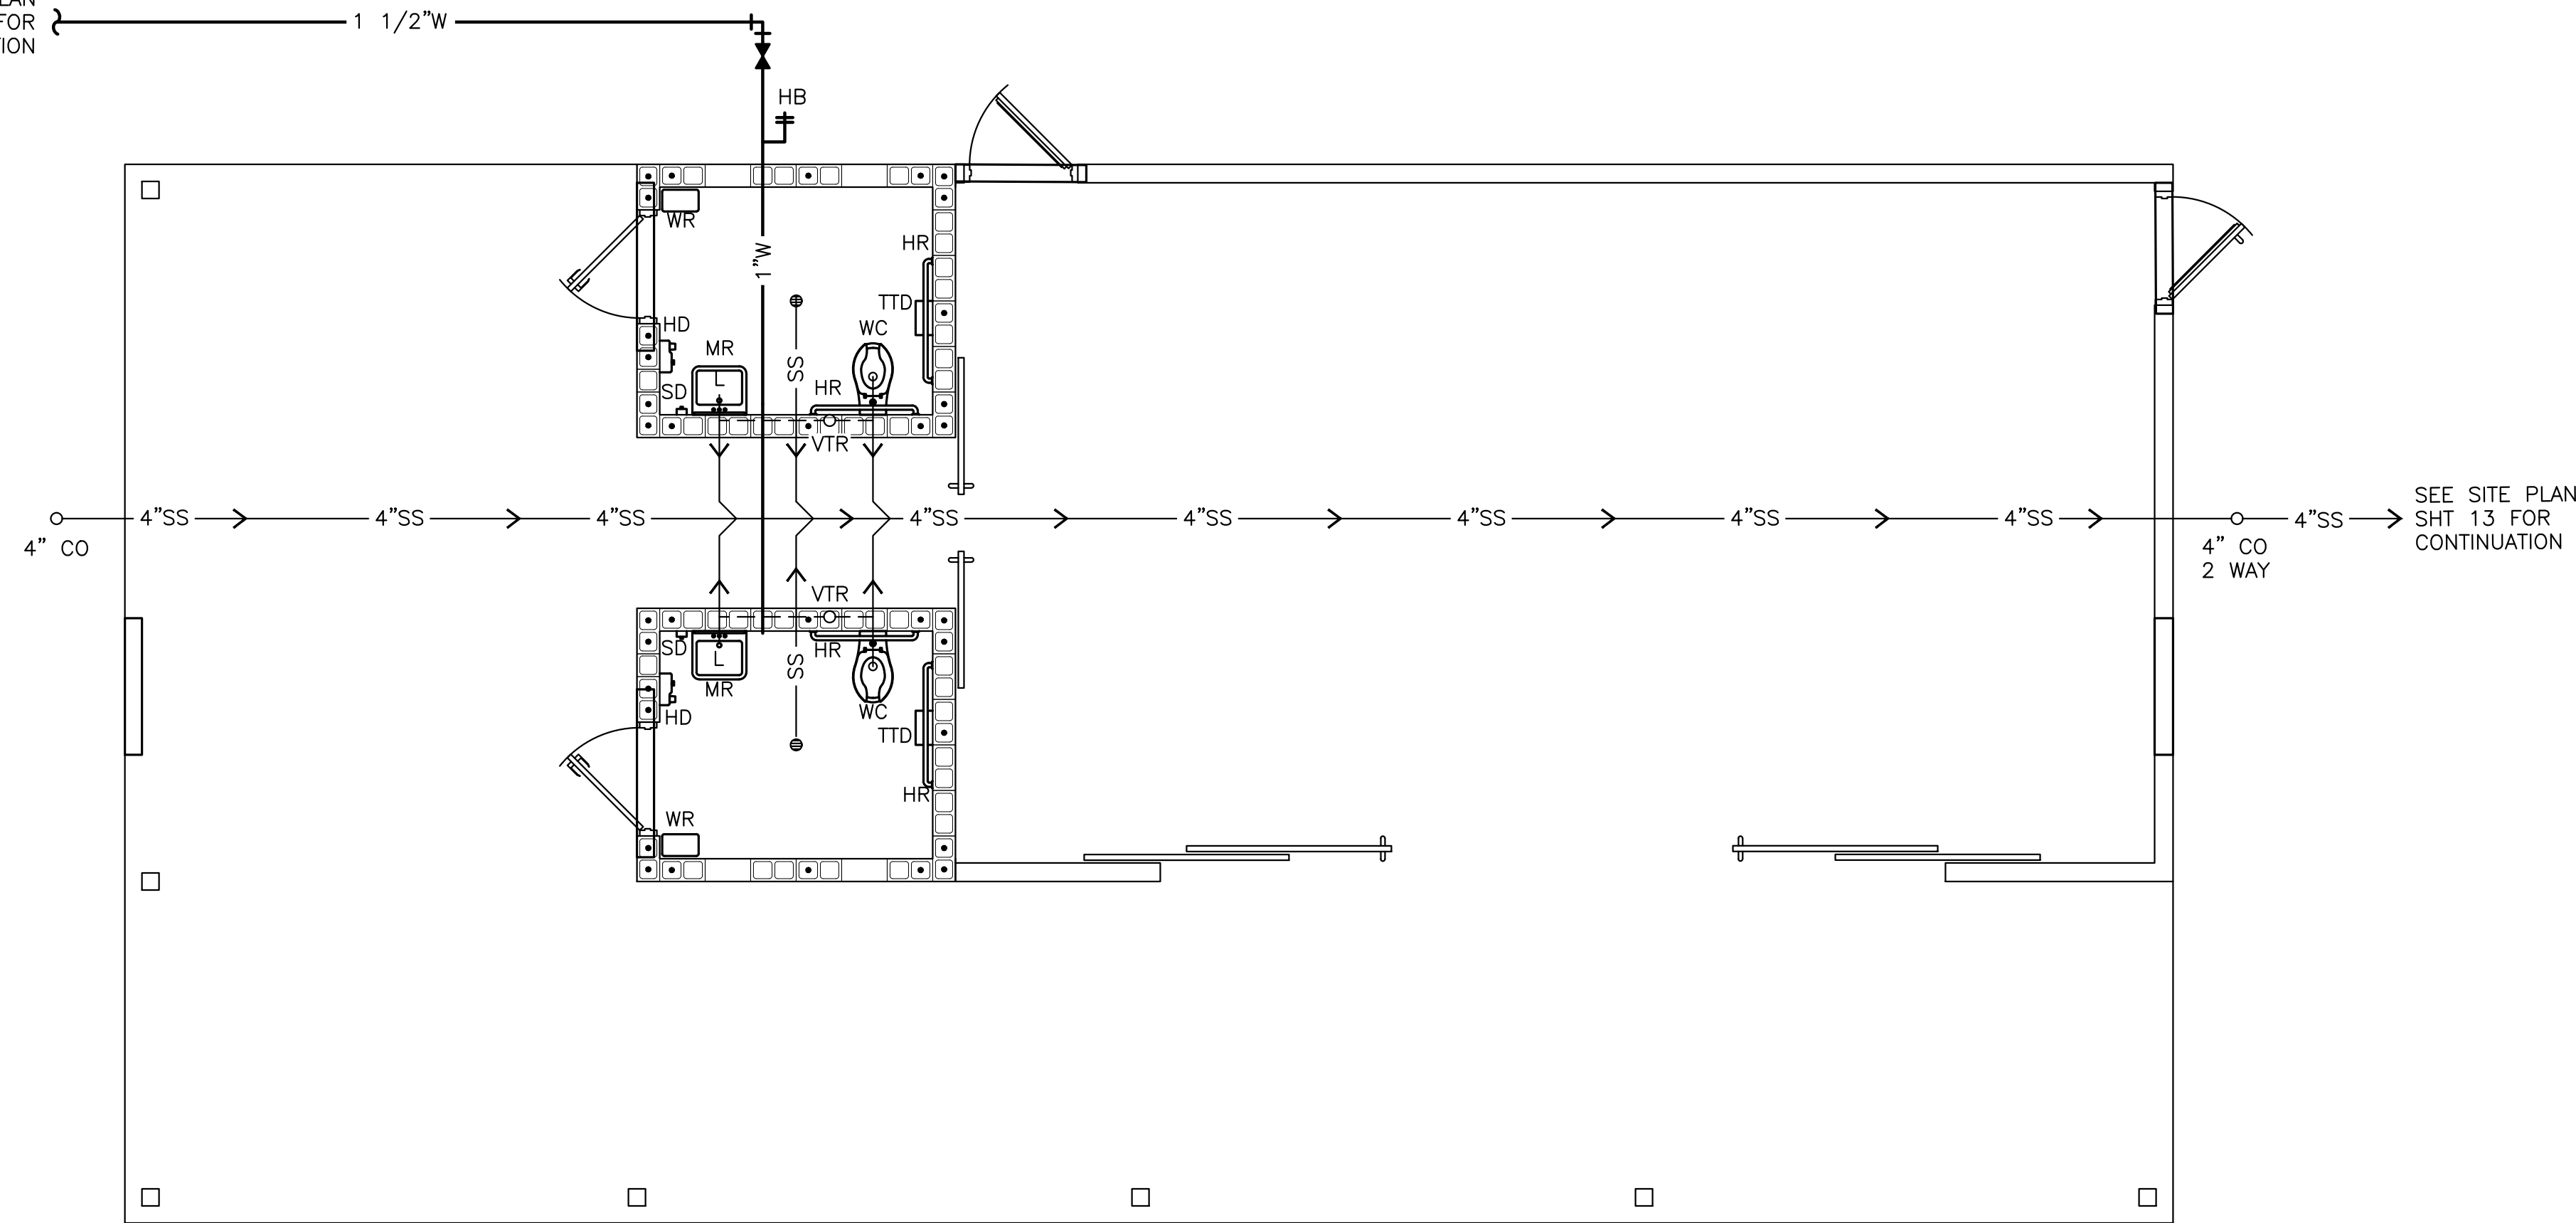 FOR
1 1/2”W
HB
WR
1”W
HR
TTD
WC
HD
MR
SS
L
SD
HR
VTR
4”SS
4”SS
4”SS
4”SS
4”SS
4”SS
4”SS
4”SS
4”SS
4” CO
4” CO
2 WAY
SEE SITE PLAN
SHT 13 FOR
CONTINUATION
VTR
SD
HR
L
SS
MR
HD
WC
TTD
HR
WR